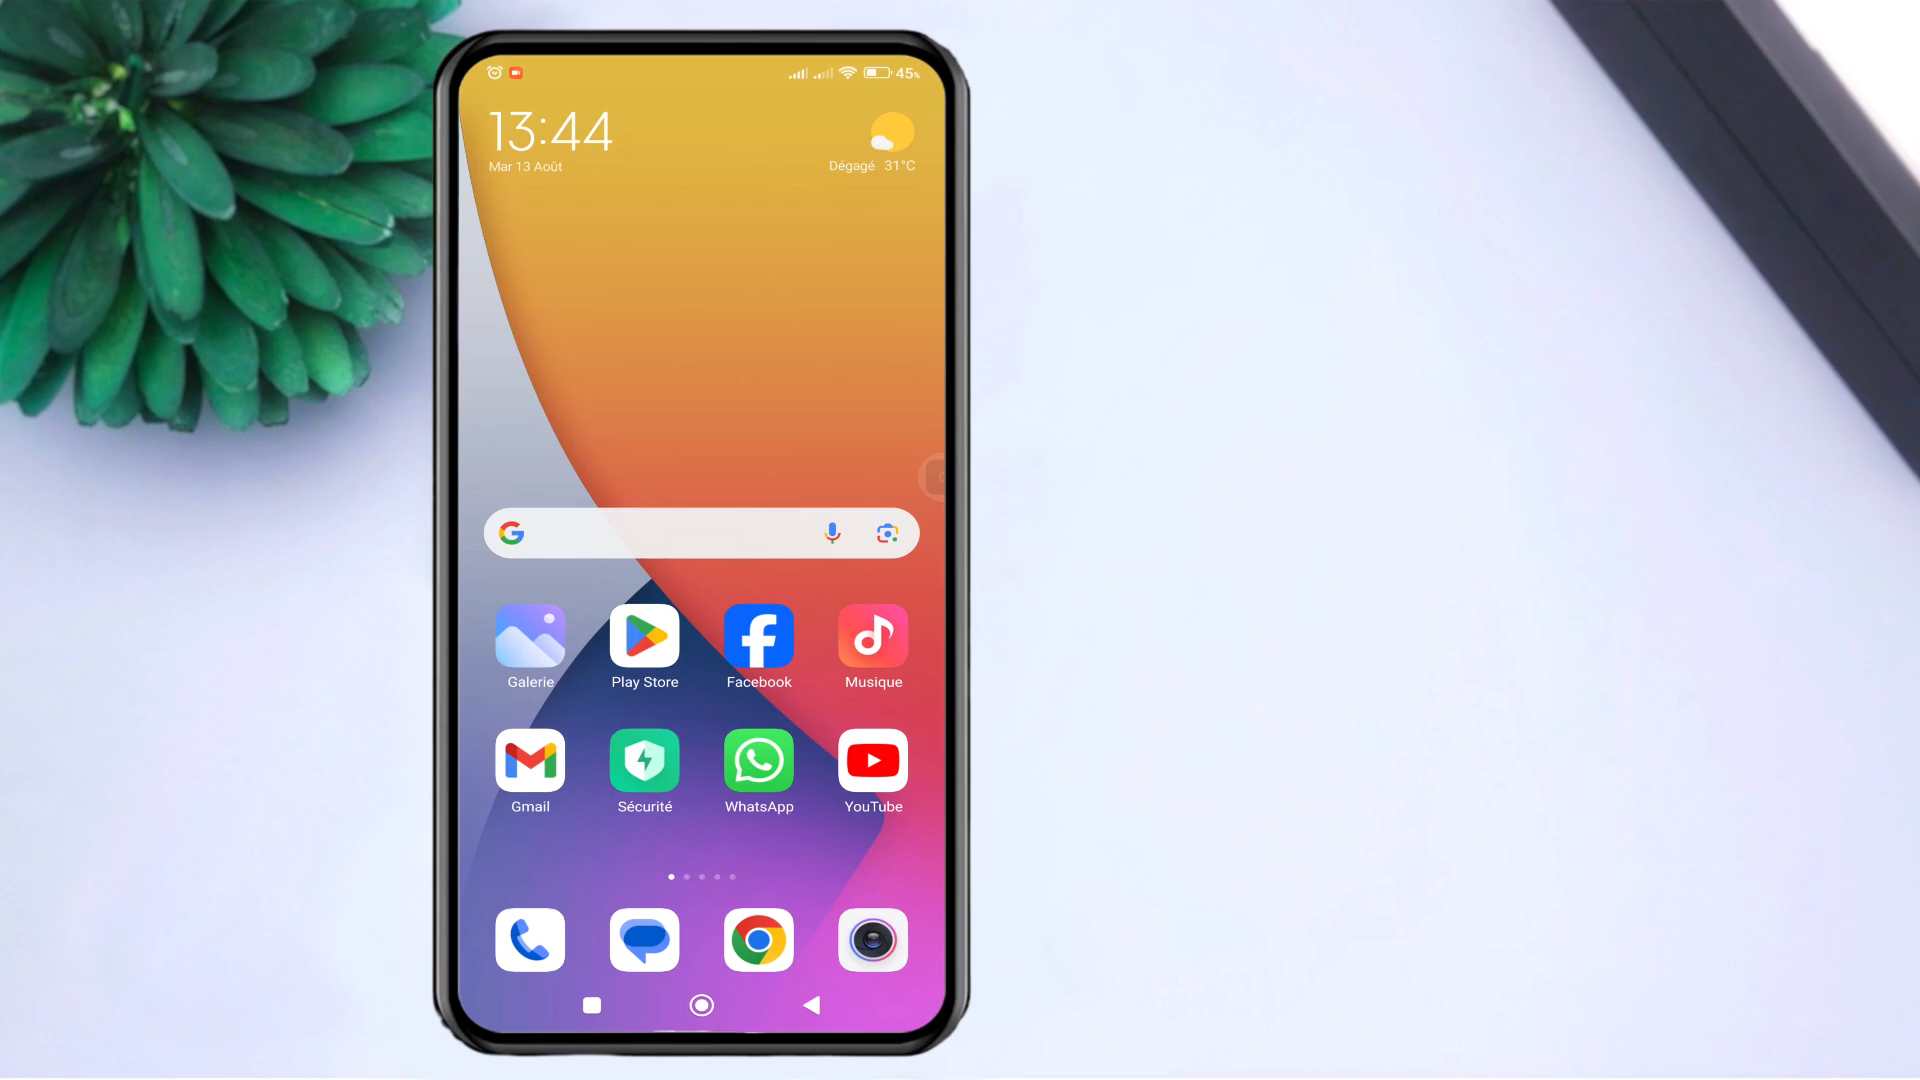 45%
13:44
Mar 13 Août
Dégagé 31°C
Galerie Play Store Facebook Musique
Gmail Sécurité WhatsApp YouTube